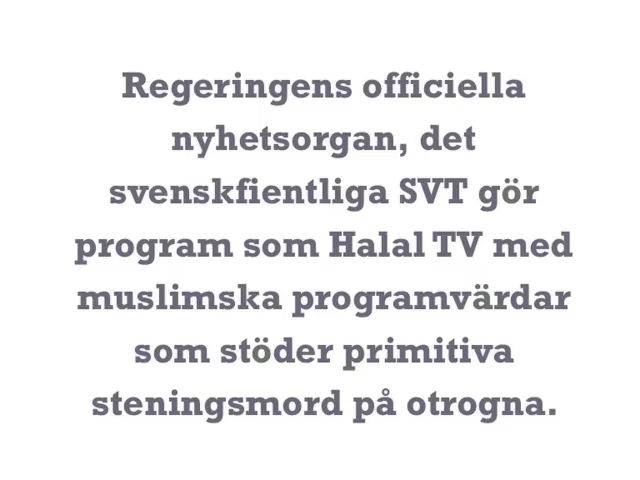 Regeringens officiella
nyhetsorgan, det
svenskfientliga SVT gör
program som Halal TV med
muslimska programvärdar
som stöder primitiva
steningsmord på otrogna.